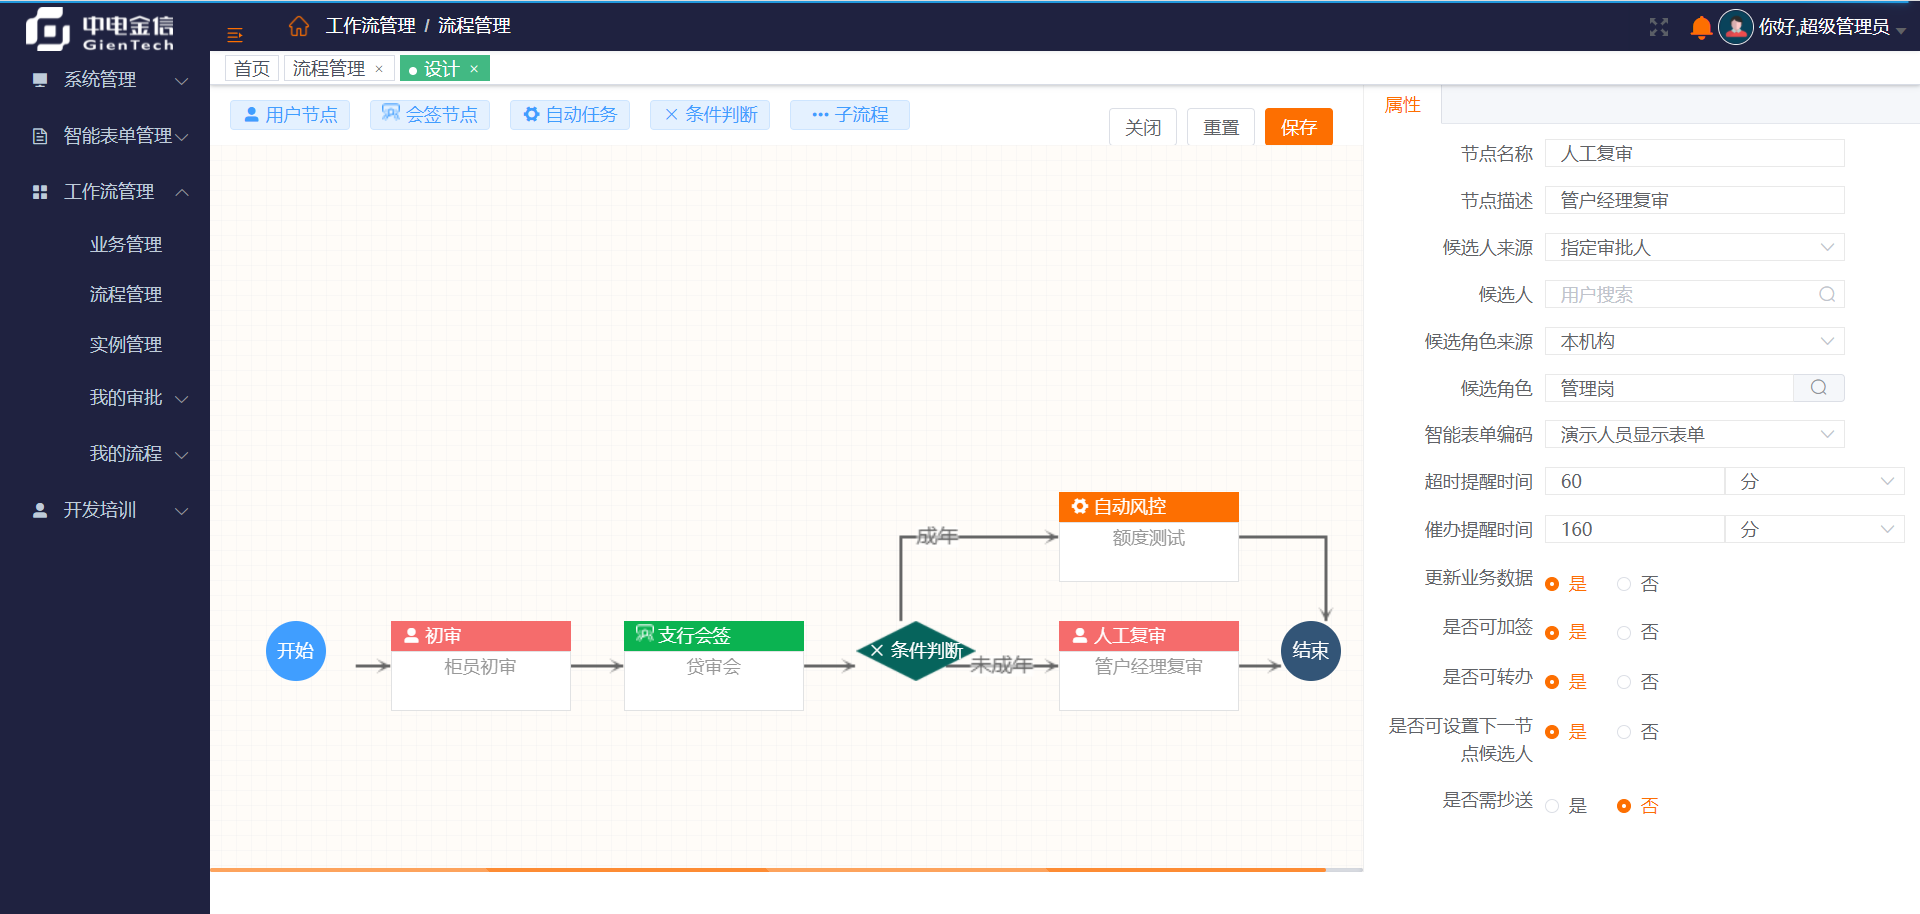 中电金信
GienTech
工作流管理 / 流程管理
你好,超级管理员
系统管理
智能表单管理
工作流管理
业务管理
流程管理
实例管理
我的审批
我的流程
开发培训
首页
流程管理 ×
设计 ×
用户节点
会签节点
自动任务
条件判断
子流程
关闭
重置
保存
开始
初审
柜员初审
支行会签
贷审会
条件判断
成年
未成年
自动风控
额度测试
人工复审
管户经理复审
结束
属性
节点名称 人工复审
节点描述 管户经理复审
候选人来源 指定审批人
候选人 用户搜索
候选角色来源 本机构
候选角色 管理岗
智能表单编码 演示人员显示表单
超时提醒时间 60 分
催办提醒时间 160 分
更新业务数据 是 否
是否可加签 是 否
是否可转办 是 否
是否可设置下一节
点候选人 是 否
是否需抄送 是 否